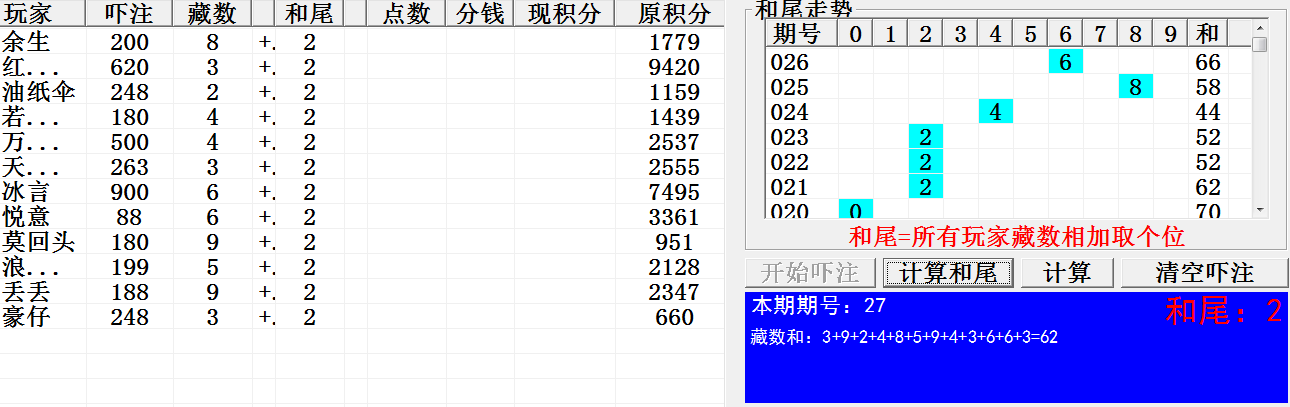 玩家 吓注 藏数 和尾 点数 分钱 现积分 原积分
余生 200 8 +. 2 1779
红... 620 3 +. 2 9420
油纸伞 248 2 +. 2 1159
若... 180 4 +. 2 1439
万... 500 4 +. 2 2537
天... 263 3 +. 2 2555
冰言 900 6 +. 2 7495
悦意 88 6 +. 2 3361
莫回头 180 9 +. 2 951
浪... 199 5 +. 2 2128
丢丢 188 9 +. 2 2347
豪仔 248 3 +. 2 660
和尾走势
期号 0 1 2 3 4 5 6 7 8 9 和
026 6 66
025 8 58
024 4 44
023 2 52
022 2 52
021 2 62
020 0 70
和尾=所有玩家藏数相加取个位
开始吓注 计算和尾 计算 清空吓注
本期期号：27 和尾：2
藏数和：3+9+2+4+8+5+9+4+3+6+6+3=62